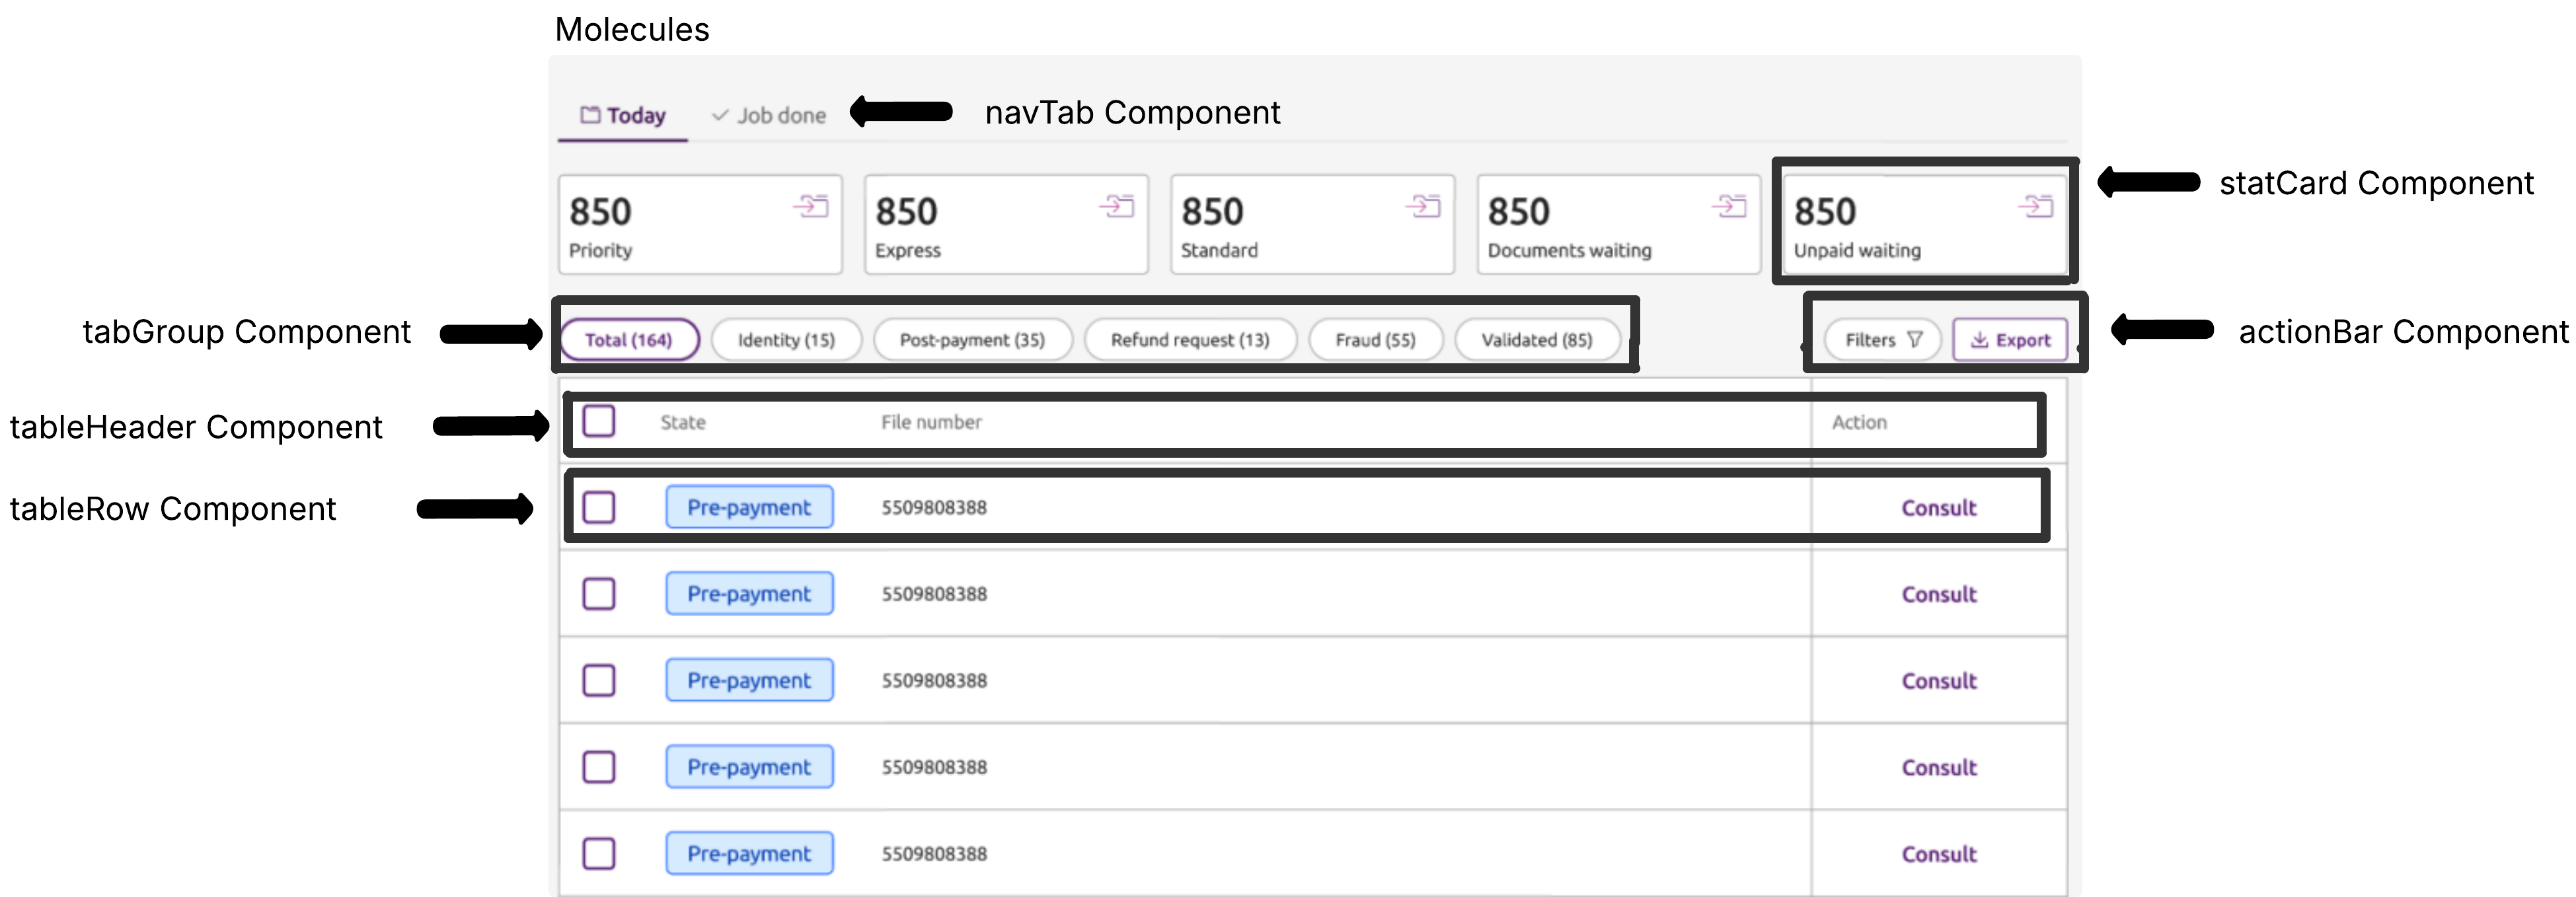 Molecules
Today
Job done
navTab Component
850
Priority
850
Express
850
Standard
850
Documents waiting
850
Unpaid waiting
statCard Component
tabGroup Component
Total (164)
Identity (15)
Post-payment (35)
Refund request (13)
Fraud (55)
Validated (85)
Filters
Export
actionBar Component
tableHeader Component
State
File number
Action
tableRow Component
Pre-payment
5509808388
Consult
Pre-payment
5509808388
Consult
Pre-payment
5509808388
Consult
Pre-payment
5509808388
Consult
Pre-payment
5509808388
Consult